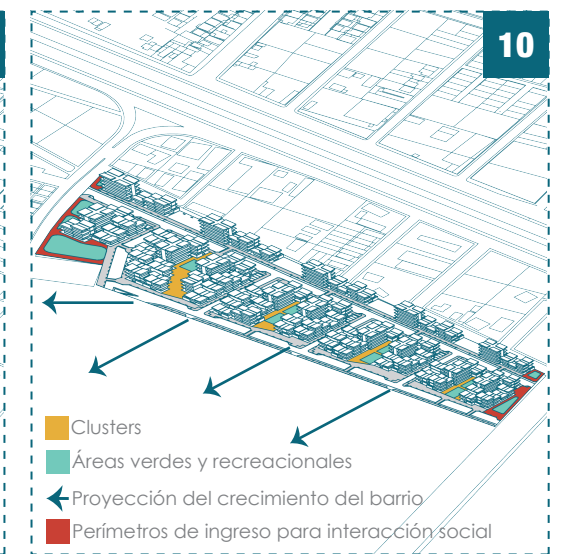 10
Clusters
Áreas verdes y recreacionales
Proyección del crecimiento del barrio
Perímetros de ingreso para interacción social